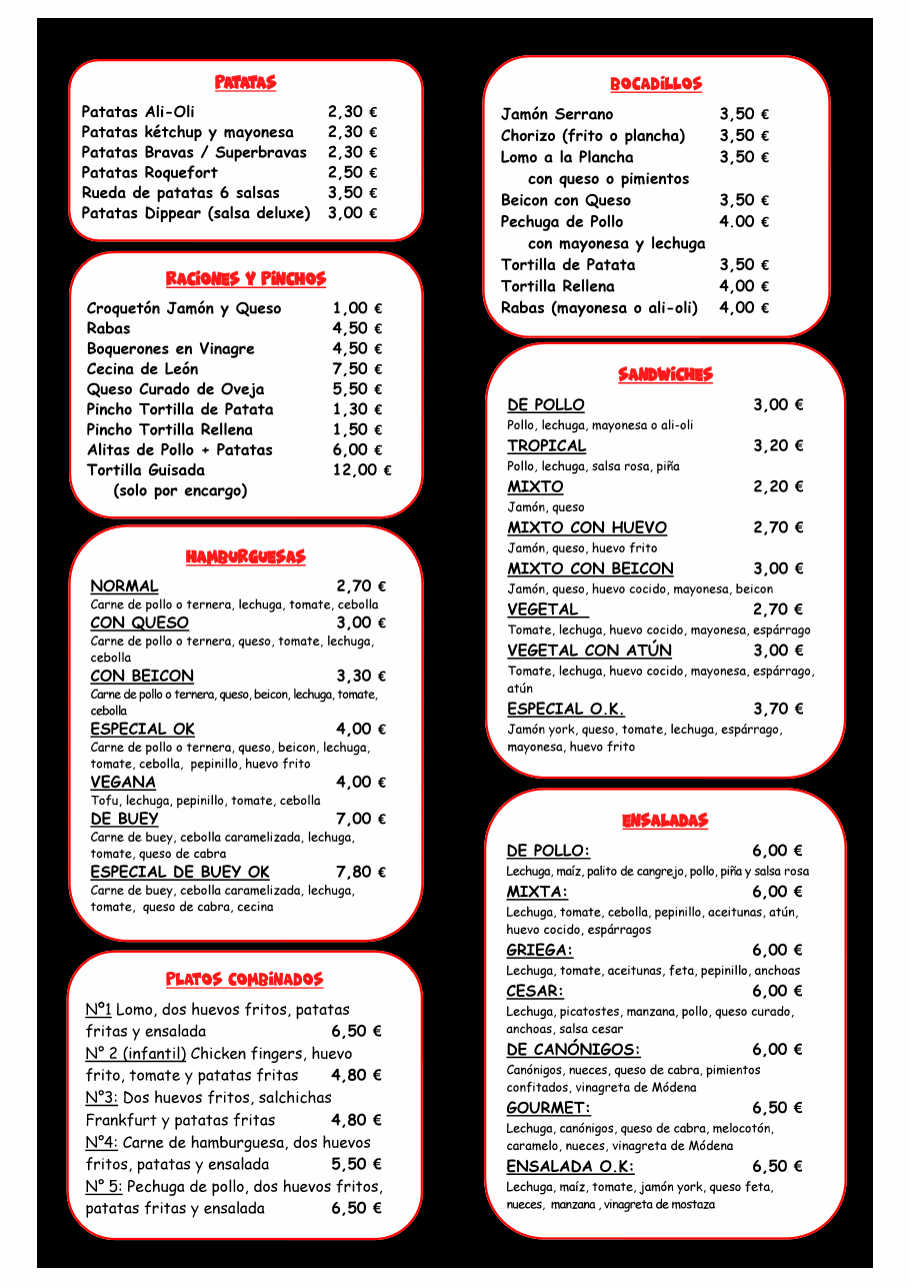 PATATAS
Patatas Ali-Oli 2,30 €
Patatas kétchup y mayonesa 2,30 €
Patatas Bravas / Superbravas 2,30 €
Patatas Roquefort 2,50 €
Rueda de patatas 6 salsas 3,50 €
Patatas Dippear (salsa deluxe) 3,00 €
RACIONES Y PINCHOS
Croquetón Jamón y Queso 1,00 €
Rabas 4,50 €
Boquerones en Vinagre 4,50 €
Cecina de León 7,50 €
Queso Curado de Oveja 5,50 €
Pincho Tortilla de Patata 1,30 €
Pincho Tortilla Rellena 1,50 €
Alitas de Pollo + Patatas 6,00 €
Tortilla Guisada 12,00 €
(solo por encargo)
HAMBURGUESAS
NORMAL 2,70 €
Carne de pollo o ternera, lechuga, tomate, cebolla
CON QUESO 3,00 €
Carne de pollo o ternera, queso, tomate, lechuga,
cebolla
CON BEICON 3,30 €
Carne de pollo o ternera, queso, beicon, lechuga, tomate,
cebolla
ESPECIAL OK 4,00 €
Carne de pollo o ternera, queso, beicon, lechuga,
tomate, cebolla, pepinillo, huevo frito
VEGANA 4,00 €
Tofu, lechuga, pepinillo, tomate, cebolla
DE BUEY 7,00 €
Carne de buey, cebolla caramelizada, lechuga,
tomate, queso de cabra
ESPECIAL DE BUEY OK 7,80 €
Carne de buey, cebolla caramelizada, lechuga,
tomate, queso de cabra, cecina
PLATOS COMBINADOS
Nº1 Lomo, dos huevos fritos, patatas
fritas y ensalada 6,50 €
N° 2 (infantil) Chicken fingers, huevo
frito, tomate y patatas fritas 4,80 €
N°3: Dos huevos fritos, salchichas
Frankfurt y patatas fritas 4,80 €
N°4: Carne de hamburguesa, dos huevos
fritos, patatas y ensalada 5,50 €
N° 5: Pechuga de pollo, dos huevos fritos,
patatas fritas y ensalada 6,50 €
BOCADILLOS
Jamón Serrano 3,50 €
Chorizo (frito o plancha) 3,50 €
Lomo a la Plancha 3,50 €
con queso o pimientos
Beicon con Queso 3,50 €
Pechuga de Pollo 4.00 €
con mayonesa y lechuga
Tortilla de Patata 3,50 €
Tortilla Rellena 4,00 €
Rabas (mayonesa o ali-oli) 4,00 €
SANDWICHES
DE POLLO 3,00 €
Pollo, lechuga, mayonesa o ali-oli
TROPICAL 3,20 €
Pollo, lechuga, salsa rosa, piña
MIXTO 2,20 €
Jamón, queso
MIXTO CON HUEVO 2,70 €
Jamón, queso, huevo frito
MIXTO CON BEICON 3,00 €
Jamón, queso, huevo cocido, mayonesa, beicon
VEGETAL 2,70 €
Tomate, lechuga, huevo cocido, mayonesa, espárrago
VEGETAL CON ATÚN 3,00 €
Tomate, lechuga, huevo cocido, mayonesa, espárrago,
atún
ESPECIAL O.K. 3,70 €
Jamón york, queso, tomate, lechuga, espárrago,
mayonesa, huevo frito
ENSALADAS
DE POLLO: 6,00 €
Lechuga, maíz, palito de cangrejo, pollo, piña y salsa rosa
MIXTA: 6,00 €
Lechuga, tomate, cebolla, pepinillo, aceitunas, atún,
huevo cocido, espárragos
GRIEGA: 6,00 €
Lechuga, tomate, aceitunas, feta, pepinillo, anchoas
CESAR: 6,00 €
Lechuga, picatostes, manzana, pollo, queso curado,
anchoas, salsa cesar
DE CANÓNIGOS: 6,00 €
Canónigos, nueces, queso de cabra, pimientos
confitados, vinagreta de Módena
GOURMET: 6,50 €
Lechuga, canónigos, queso de cabra, melocotón,
caramelo, nueces, vinagreta de Módena
ENSALADA O.K: 6,50 €
Lechuga, maíz, tomate, jamón york, queso feta,
nueces, manzana , vinagreta de mostaza